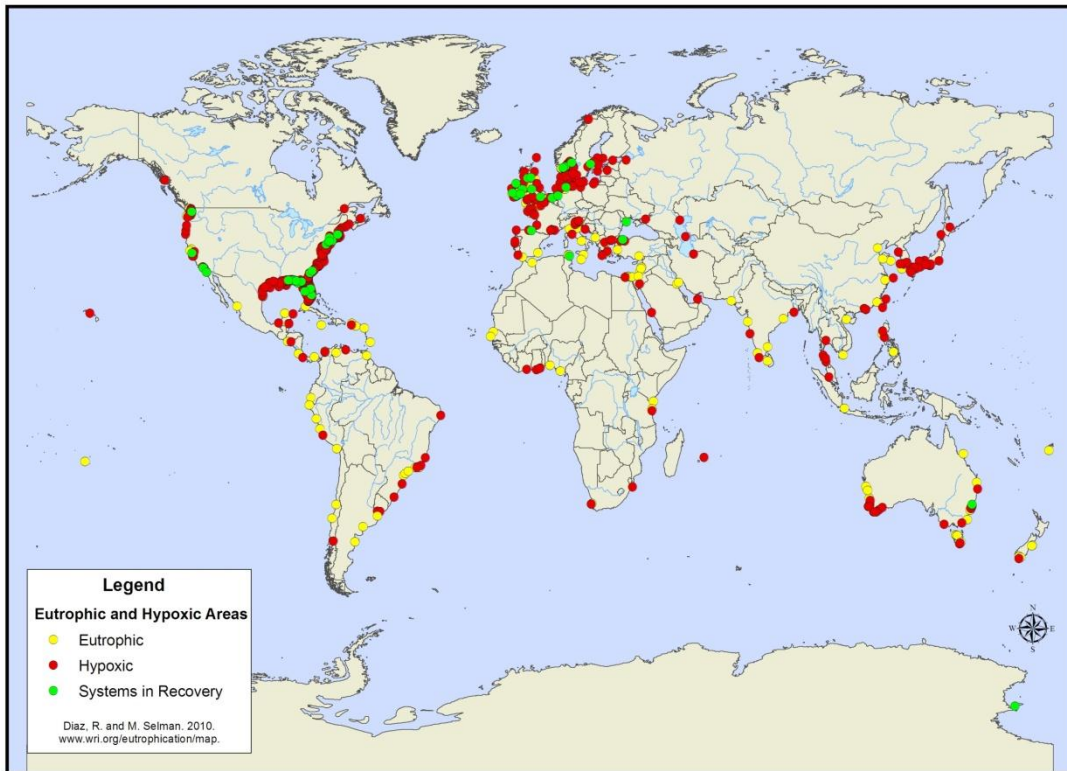 Legend
Eutrophic and Hypoxic Areas
Eutrophic
Hypoxic
Systems in Recovery
Diaz, R. and M. Selman. 2010.
www.wri.org/eutrophication/map.
N
W E
S